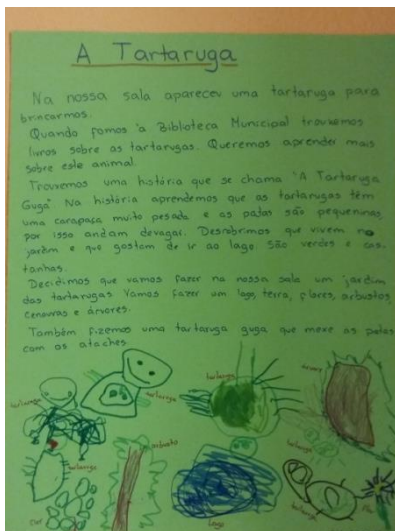 A Tartaruga
Na nossa sala apareceu uma tartaruga para
brincarmos.
Quando fomos à Biblioteca Municipal trouxemos
livros sobre as tartarugas. Queremos aprender mais
sobre este animal.
Trouxemos uma história que se chama "A Tartaruga
Guga" Na história aprendemos que as tartarugas têm
uma carapaça muito pesada e as patas são pequeninas,
por isso andam devagar. Descobrimos que vivem no
jardim e que gostam de ir ao lago. São verdes e cas-
tanhas.
Decidimos que vamos fazer na nossa sala um jardim
das tartarugas. Vamos fazer um lago, terra, flores, arbustos,
cenouras e árvores.
Também fizemos uma tartaruga guga que mexe as patas
com os ataches.
tartaruga
tartaruga
tartaruga
árvore
arbusto
tartaruga
tartaruga
tartaruga
Flor
Lago
Flor